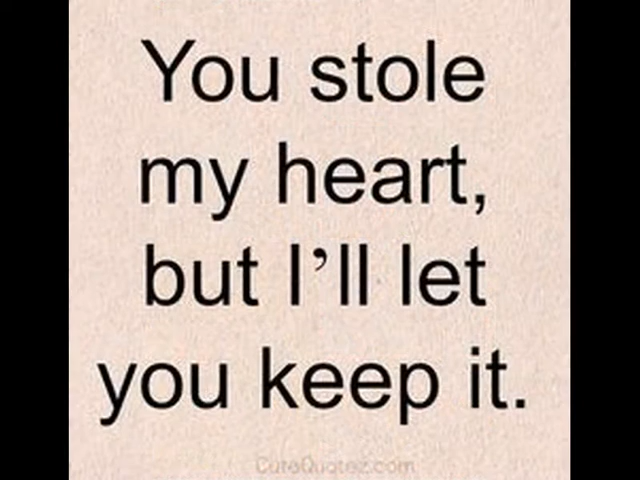 You stole
my heart,
but I’ll let
you keep it.
CuteQuotez.com